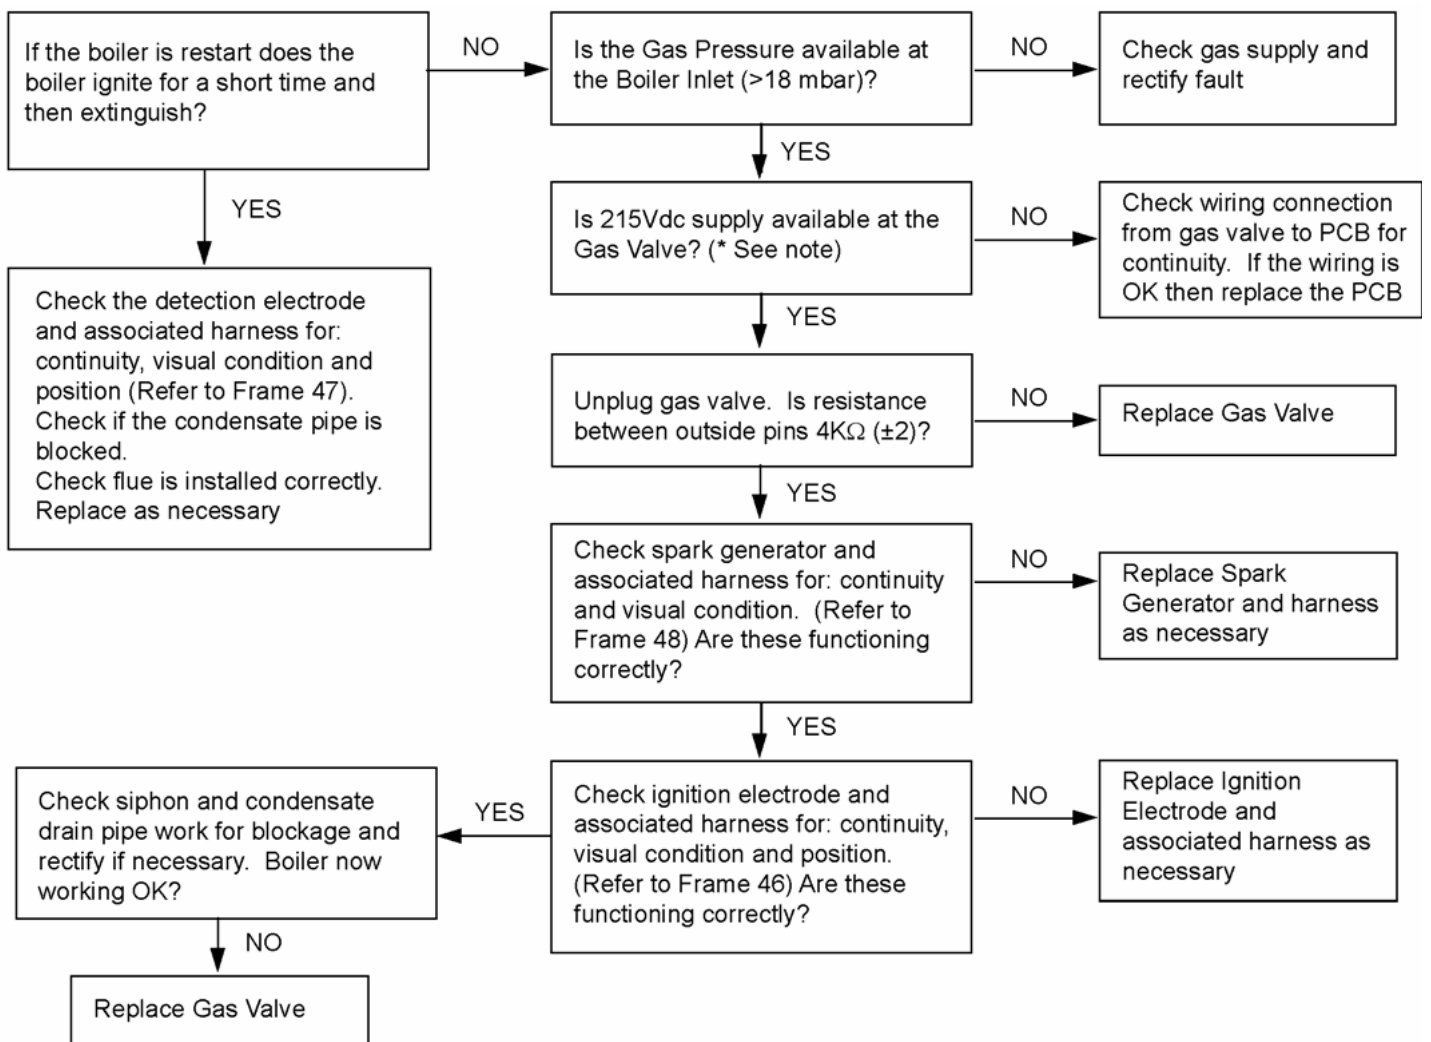 If the boiler is restart does the
boiler ignite for a short time and
then extinguish?
NO
Is the Gas Pressure available at
the Boiler Inlet (>18 mbar)?
NO
Check gas supply and
rectify fault
YES
YES
Is 215Vdc supply available at the
Gas Valve? (* See note)
NO
Check wiring connection
from gas valve to PCB for
continuity. If the wiring is
OK then replace the PCB
Check the detection electrode
and associated harness for:
continuity, visual condition and
position (Refer to Frame 47).
Check if the condensate pipe is
blocked.
Check flue is installed correctly.
Replace as necessary
YES
Unplug gas valve. Is resistance
between outside pins 4KΩ (±2)?
NO
Replace Gas Valve
YES
Check spark generator and
associated harness for: continuity
and visual condition. (Refer to
Frame 48) Are these functioning
correctly?
NO
Replace Spark
Generator and harness
as necessary
YES
Check ignition electrode and
associated harness for: continuity,
visual condition and position.
(Refer to Frame 46) Are these
functioning correctly?
NO
Replace Ignition
Electrode and
associated harness as
necessary
YES
Check siphon and condensate
drain pipe work for blockage and
rectify if necessary. Boiler now
working OK?
NO
Replace Gas Valve